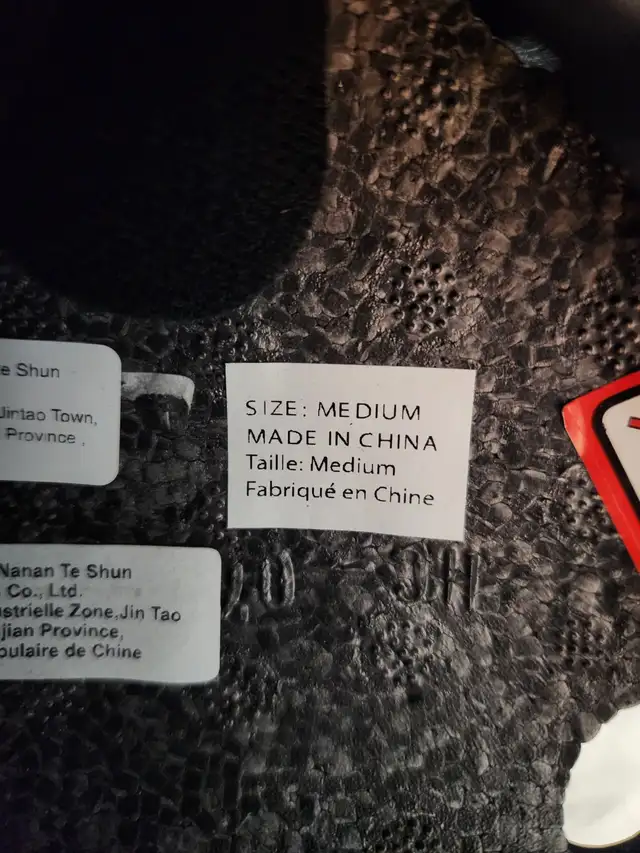 e Shun
Jintao Town,
Province ,
SIZE: MEDIUM
MADE IN CHINA
Taille: Medium
Fabriqué en Chine
Nanan Te Shun
Co., Ltd.
ustrielle Zone,Jin Tao
jian Province,
pulaire de Chine